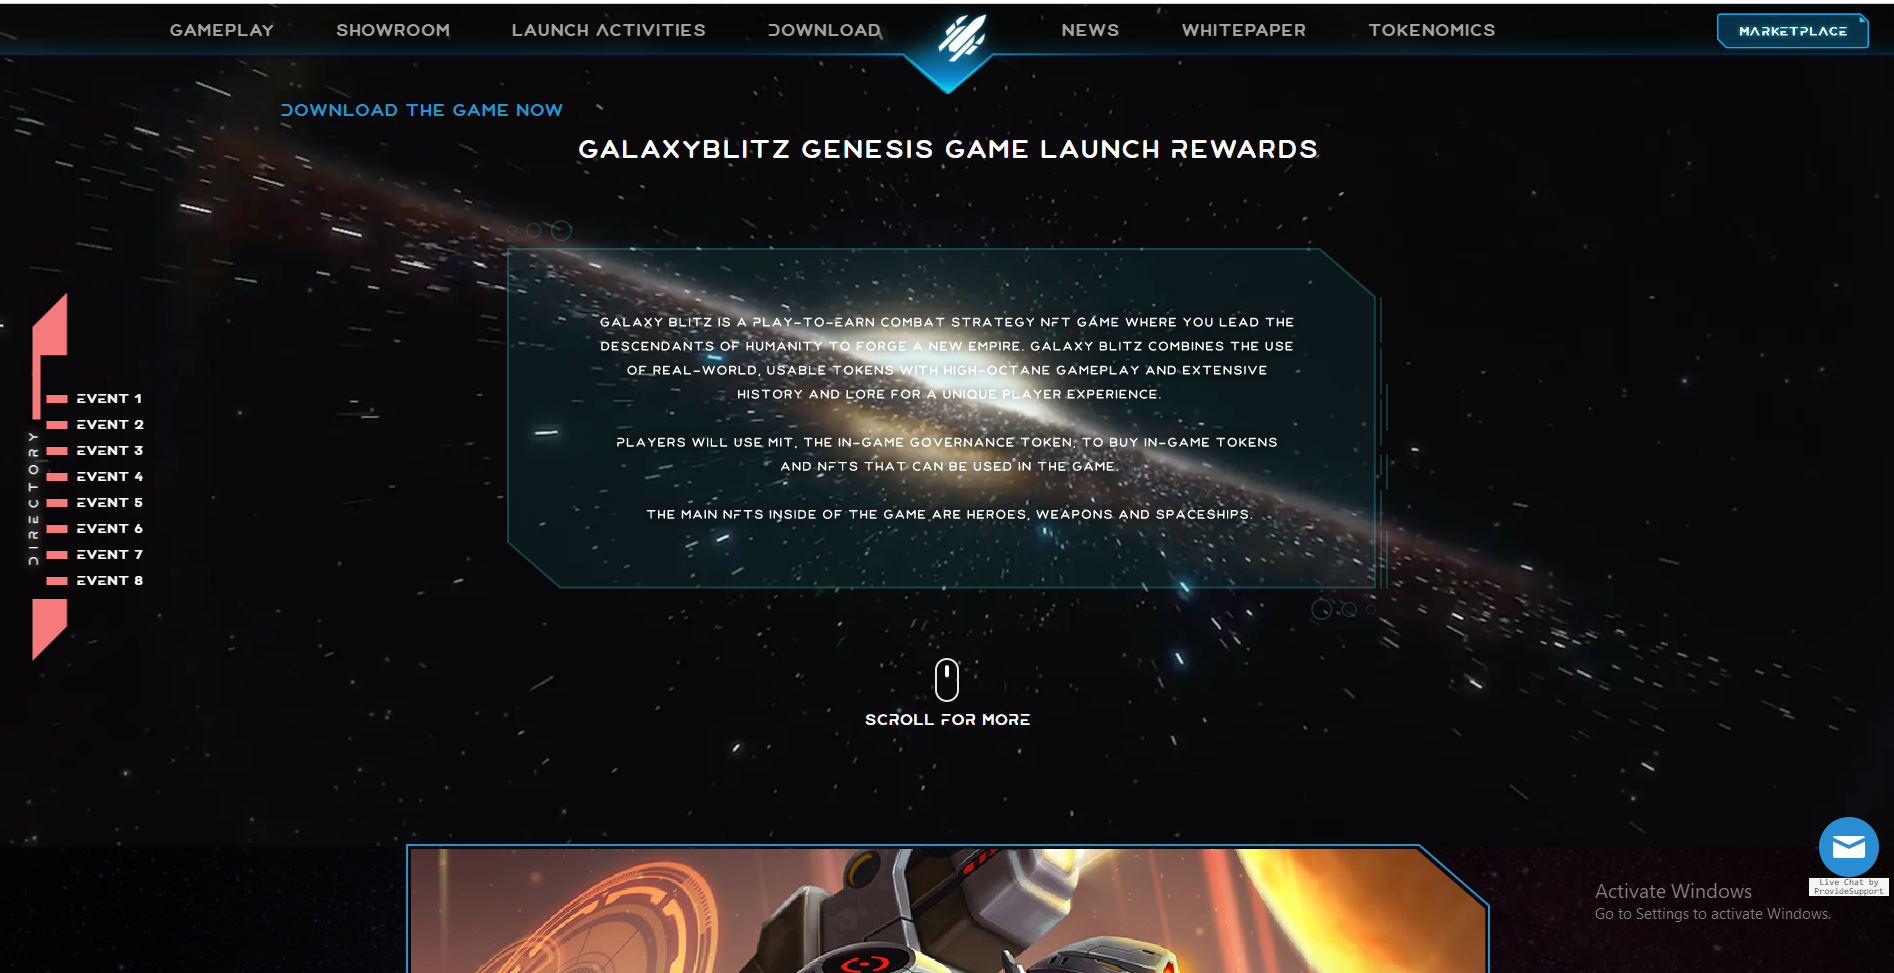 GAMEPLAY SHOWROOM LAUNCH ACTIVITIES DOWNLOAD NEWS WHITEPAPER TOKENOMICS MARKETPLACE
DOWNLOAD THE GAME NOW
GALAXYBLITZ GENESIS GAME LAUNCH REWARDS
GALAXY BLITZ IS A PLAY-TO-EARN COMBAT STRATEGY NFT GAME WHERE YOU LEAD THE
DESCENDANTS OF HUMANITY TO FORGE A NEW EMPIRE. GALAXY BLITZ COMBINES THE USE
OF REAL-WORLD, USABLE TOKENS WITH HIGH-OCTANE GAMEPLAY AND EXTENSIVE
HISTORY AND LORE FOR A UNIQUE PLAYER EXPERIENCE.
PLAYERS WILL USE MIT, THE IN-GAME GOVERNANCE TOKEN, TO BUY IN-GAME TOKENS
AND NFTS THAT CAN BE USED IN THE GAME.
THE MAIN NFTS INSIDE OF THE GAME ARE HEROES, WEAPONS AND SPACESHIPS.
DIRECTORY
EVENT 1
EVENT 2
EVENT 3
EVENT 4
EVENT 5
EVENT 6
EVENT 7
EVENT 8
SCROLL FOR MORE
Live Chat by
ProvideSupport
Activate Windows
Go to Settings to activate Windows.